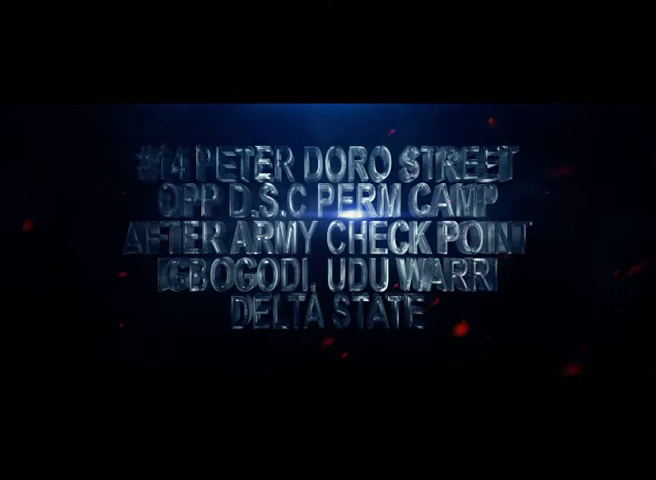 #14 PETER DORO STREET
OPP D.S.C PERM CAMP
AFTER ARMY CHECK POINT
IGBOGODI, UDU WARRI
DELTA STATE